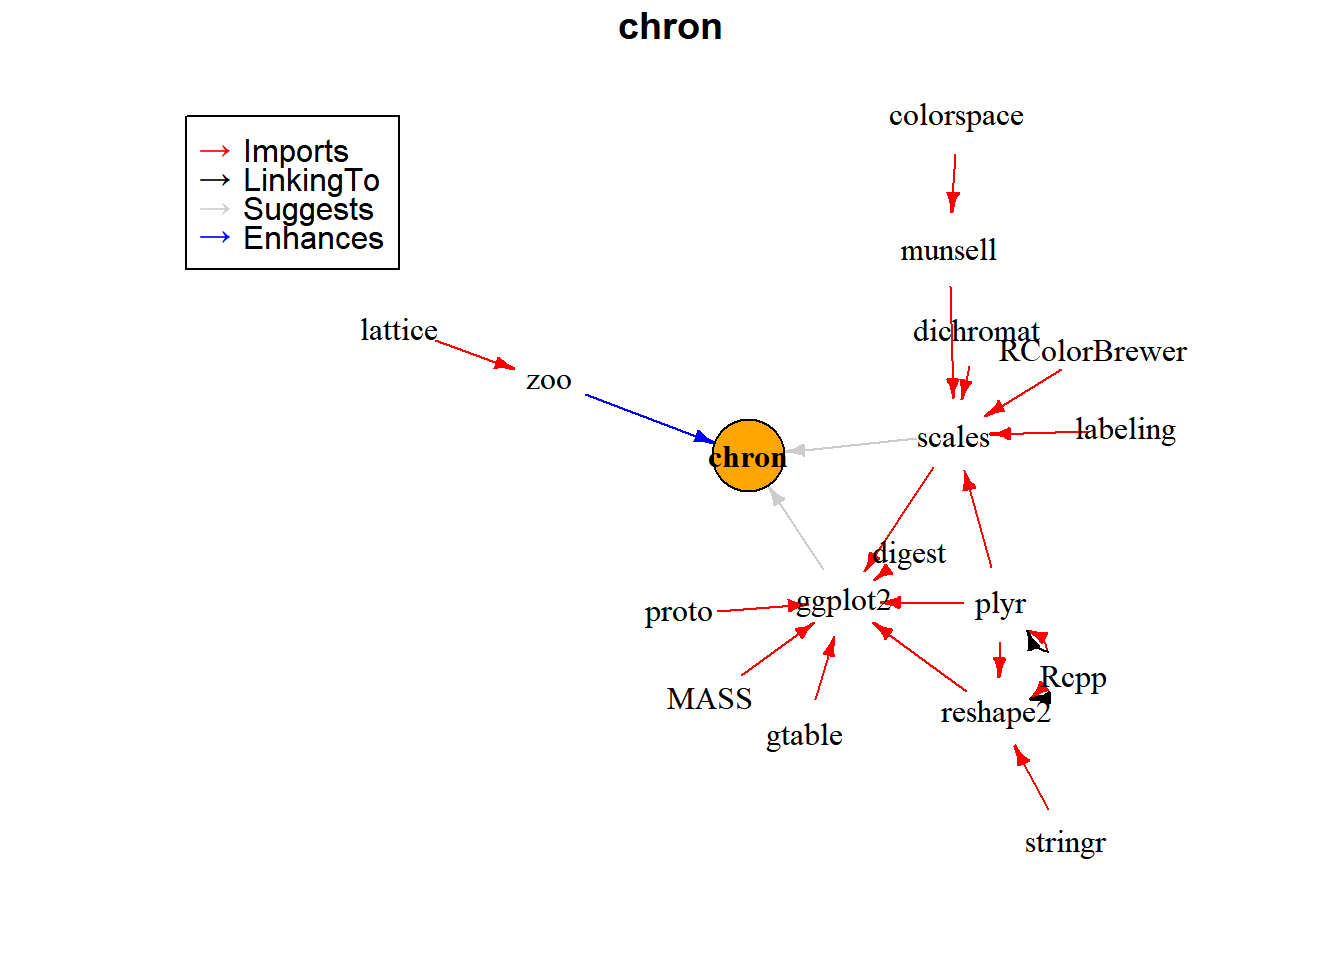 chron
Imports
LinkingTo
Suggests
Enhances
colorspace
munsell
lattice
dichromat
RColorBrewer
zoo
scales
labeling
chron
digest
ggplot2
plyr
proto
Rcpp
MASS
reshape2
gtable
stringr